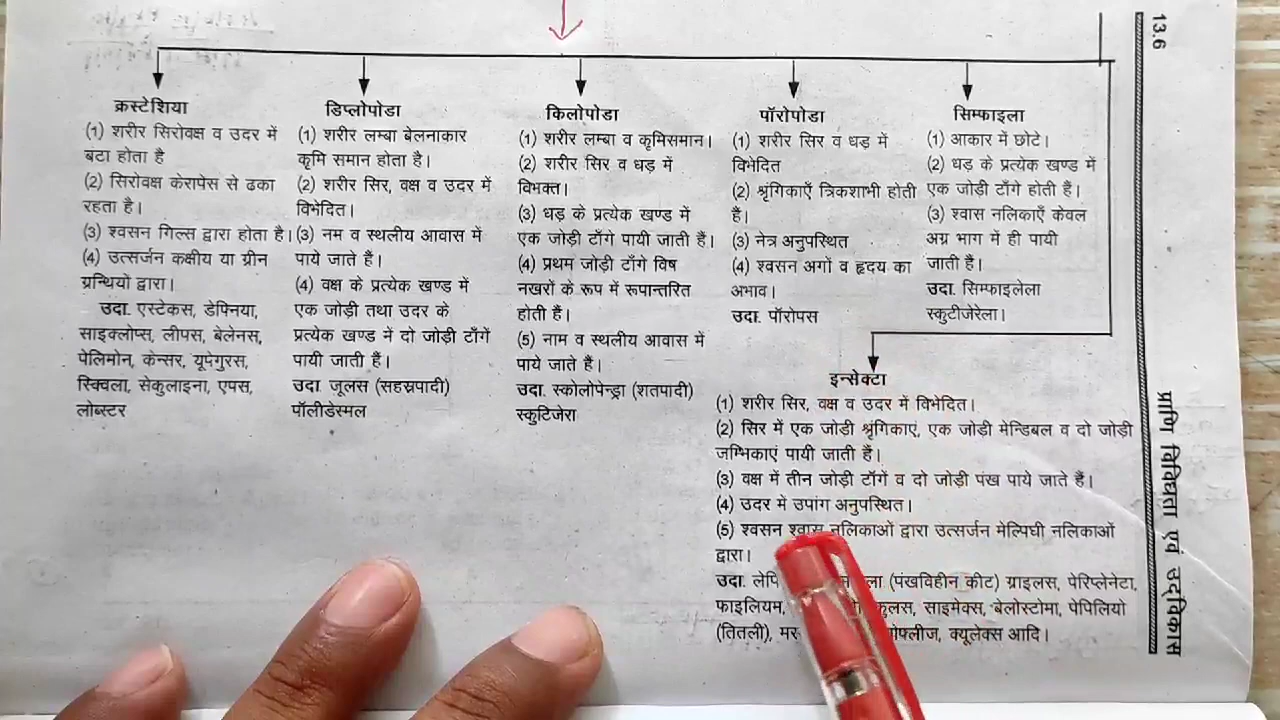 13.6
क्रस्टेशिया
(1) शरीर सिरोवक्ष व उदर में
बटा होता है
(2) सिरोवक्ष केरापेस से ढका
रहता है।
(3) श्वसन गिल्स द्वारा होता है।
(4) उत्सर्जन कक्षीय या ग्रीन
ग्रन्थियों द्वारा।
उदा. एस्टेकस, डेफ्निया,
साइक्लोप्स, लीपस, बेलेनस,
पेलिमोन, केन्सर, यूपेगुरस,
स्क्विला, सेकुलाइना, एपस,
लोब्स्टर
डिप्लोपोडा
(1) शरीर लम्बा बेलनाकार
कृमि समान होता है।
(2) शरीर सिर, वक्ष व उदर में
विभेदित।
(3) नम व स्थलीय आवास में
पाये जाते हैं।
(4) वक्ष के प्रत्येक खण्ड में
एक जोड़ी तथा उदर के
प्रत्येक खण्ड नें दो जोड़ी टाँगें
पायी जाती हैं।
उदा जूलस (सहस्रपादी)
पॉलीडेस्मल
किलोपोडा
(1) शरीर लम्बा व कृमिसमान।
(2) शरीर सिर व धड़ में
विभक्त।
(3) धड़ के प्रत्येक खण्ड में
एक जोड़ी टाँगे पायी जाती हैं।
(4) प्रथम जोड़ी टाँगे विष
नखरों के रूप में रूपान्तरित
होती हैं।
(5) नाम व स्थलीय आवास में
पाये जाते हैं।
उदा. स्कोलोपेन्ड्रा (शतपादी)
स्कुटिजेरा
पॉरोपोडा
(1) शरीर सिर व धड़ में
विभेदित
(2) श्रृंगिकाएँ त्रिकशाभी होती
हैं।
(3) नेत्र अनुपस्थित
(4) श्वसन अगों व हृदय का
अभाव।
उदा. पॉरोपस
सिम्फाइला
(1) आकार में छोटे।
(2) धड़ के प्रत्येक खण्ड में
एक जोड़ी टाँगे होती हैं।
(3) श्वास नलिकाएँ केवल
अग्र भाग में ही पायी
जाती हैं।
उदा. सिम्फाइलेला
स्कुटीजेरेला।
इन्सेक्टा
(1) शरीर सिर, वक्ष व उदर में विभेदित।
(2) सिर में एक जोड़ी श्रृंगिकाएं, एक जोड़ी मेन्डिबल व दो जोड़ी
जम्भिकाएं पायी जाती हैं।
(3) वक्ष में तीन जोड़ी टाँगें व दो जोड़ी पंख पाये जाते हैं।
(4) उदर में उपांग अनुपस्थित।
(5) श्वसन श्वास नलिकाओं द्वारा उत्सर्जन मेल्पिघी नलिकाओं
द्वारा।
उदा. (पंखविहीन कीट) ग्राइलस, पेरिप्लेनेटा,
फाइलियम, साइमेक्स, बेलोस्टोमा, पेपिलियो
(तितली), क्यूलेक्स आदि।
प्राणि विविधता एवं उद्विकास